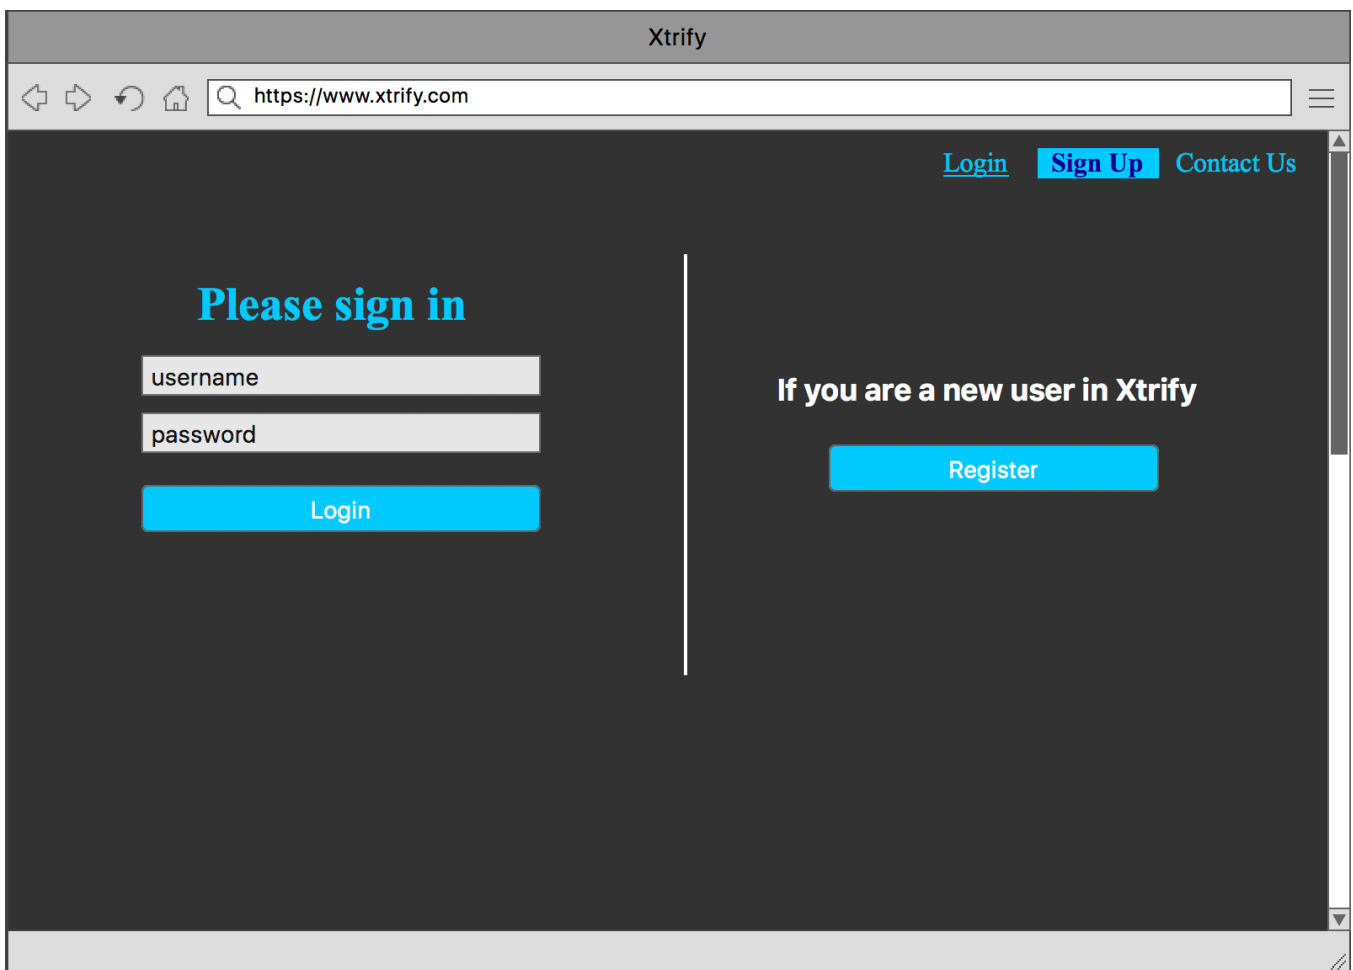 Xtrify
https://www.xtrify.com
Login Sign Up Contact Us
Please sign in
username
password
Login
If you are a new user in Xtrify
Register